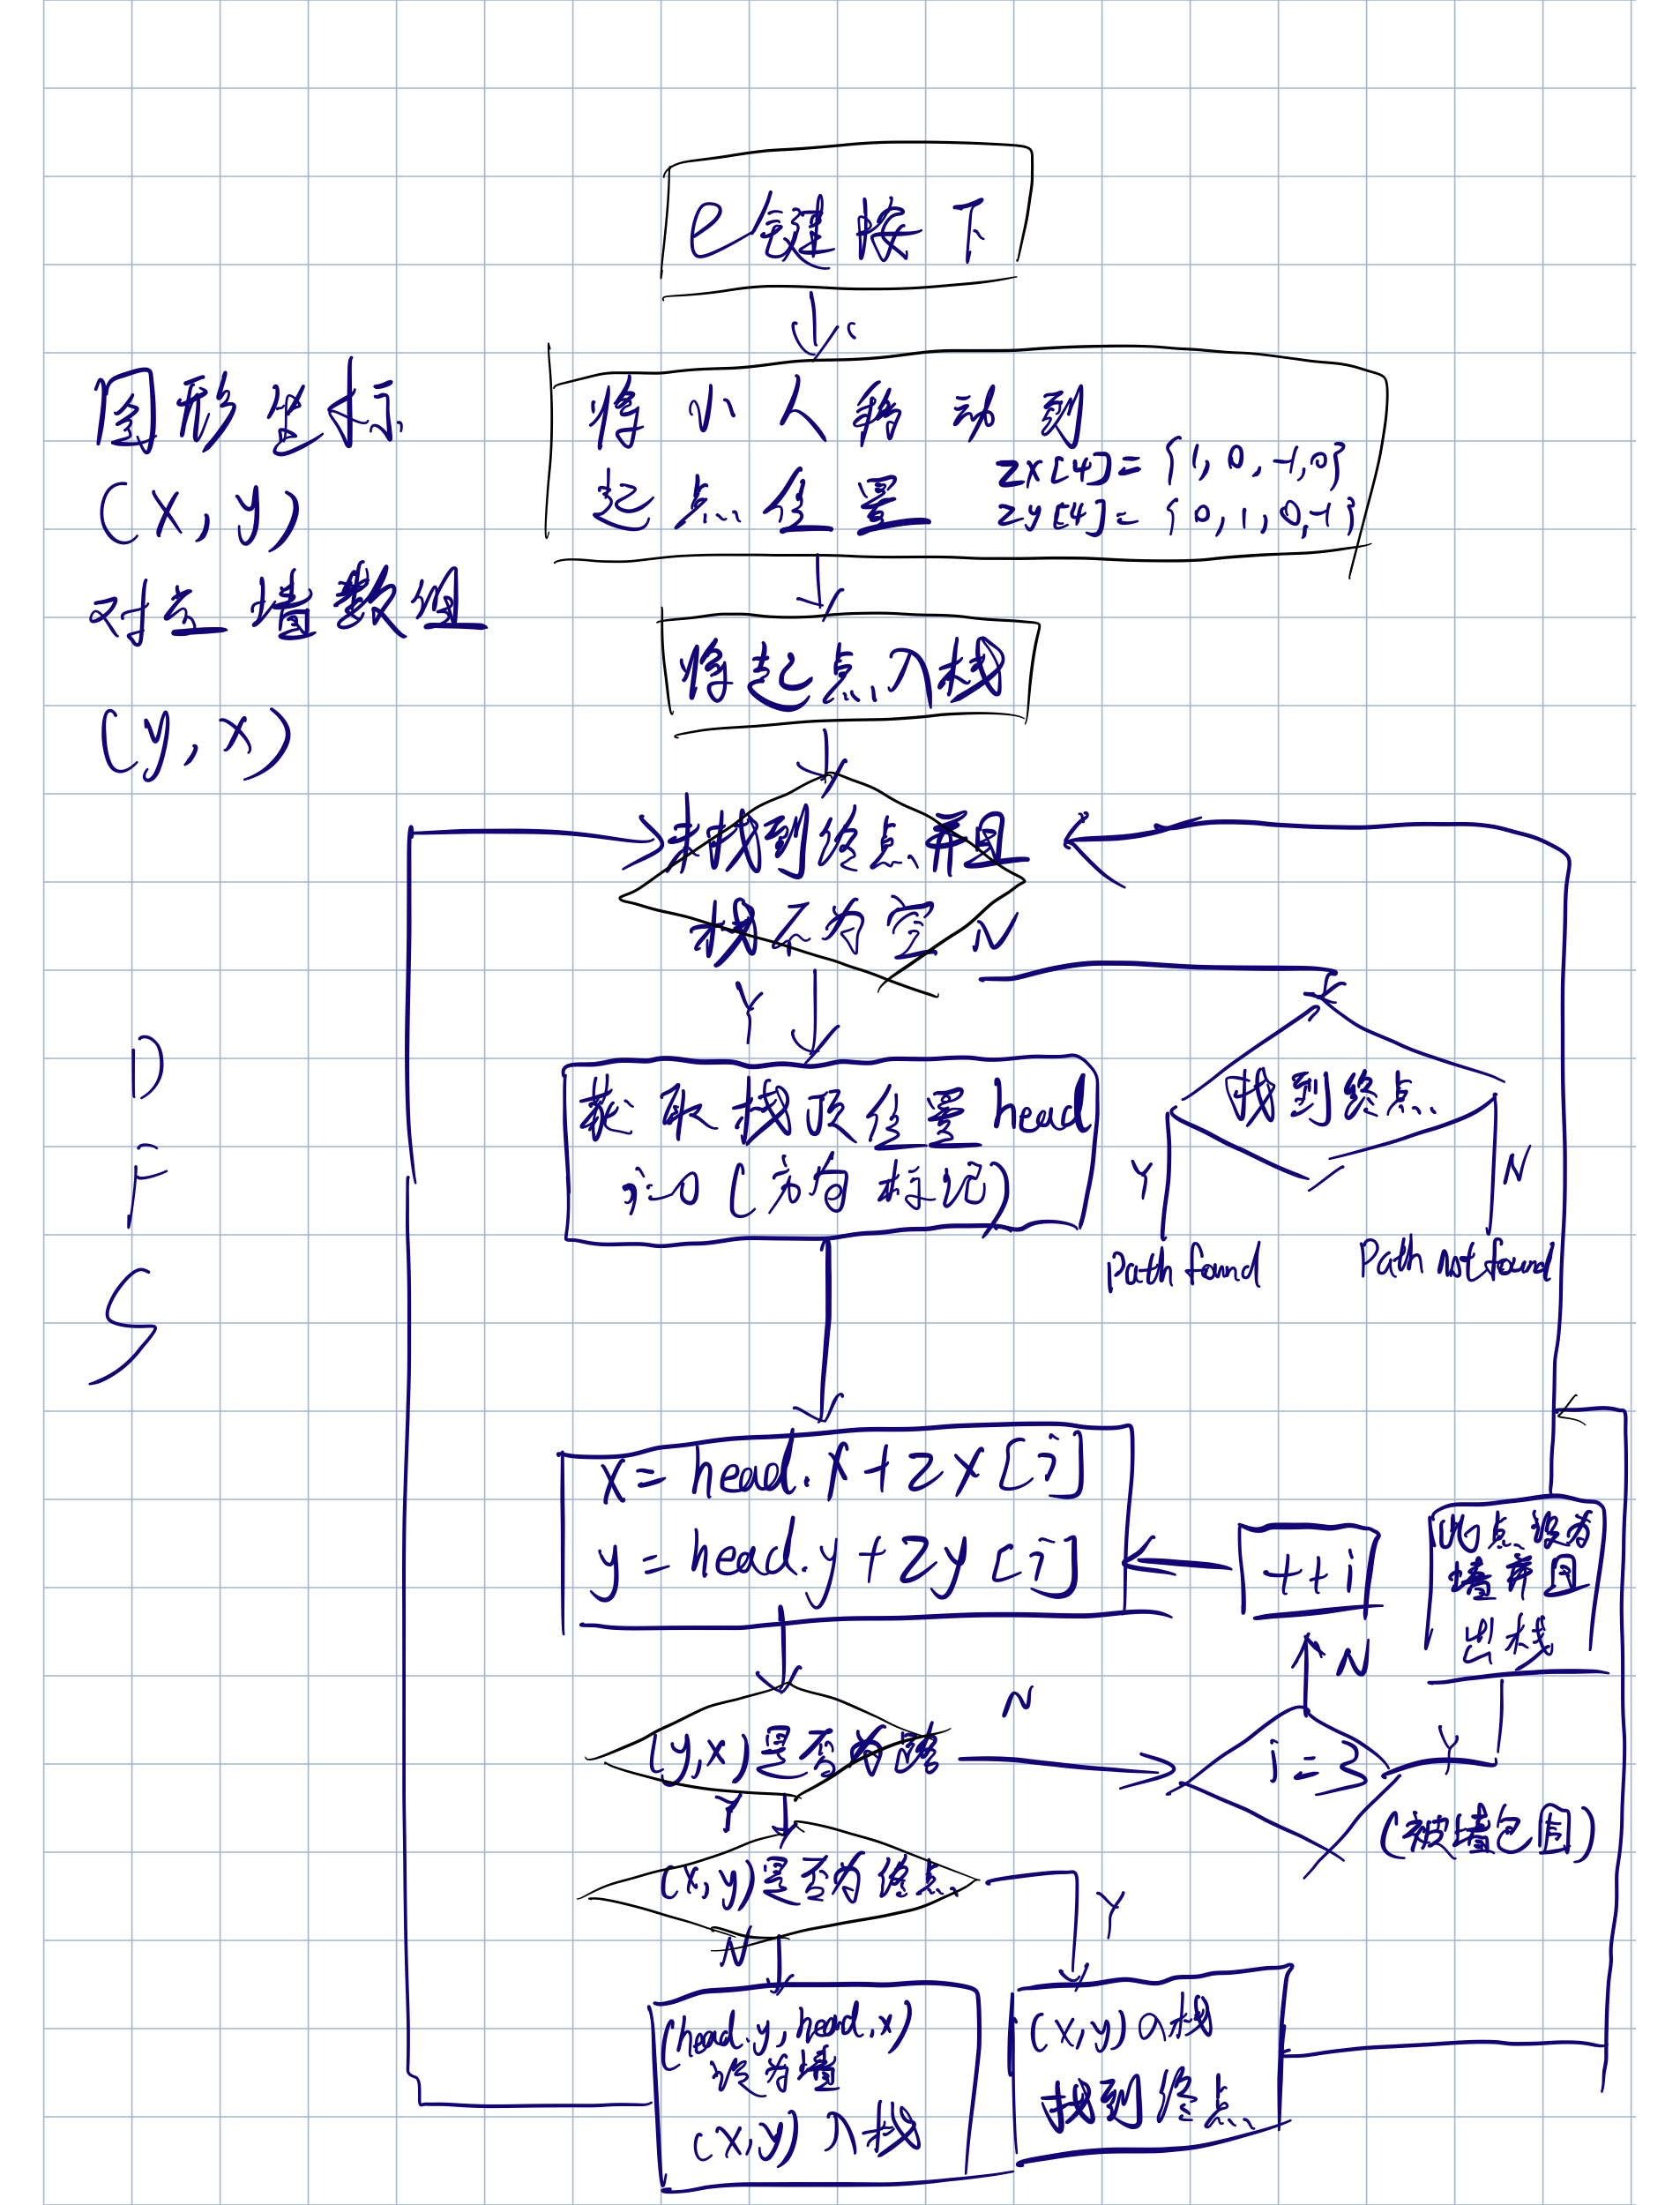 e键按下
将小人移动到
起点位置
zx[4]= {1,0,-1,0}
zy[4]= {0,1,0,-1}
图形坐标
(x,y)
对应墙数组
(y,x)
将起点入栈
未找到终点并且
栈不为空
N
Y
D
F
S
获取栈顶位置head
i=0(方向标记)
找到终点
Y
N
Path found
Path not found
x=head.x+zx[i]
y=head.y+zy[i]
++i
此点设为
墙并且
出栈
N
(y,x)是否为路
N
i=3
Y
(被墙包围)
Y
(x,y)是否为终点
Y
N
(head.y,head.x)
设为墙
(x,y)入栈
(x,y)入栈
找到终点